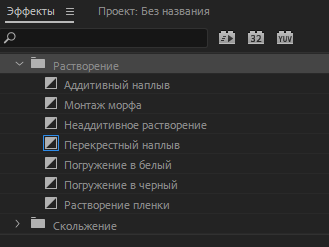 Эффекты Проект: Без названия
32 YUV
Растворение
Аддитивный наплыв
Монтаж морфа
Неаддитивное растворение
Перекрестный наплыв
Погружение в белый
Погружение в черный
Растворение пленки
Скольжение